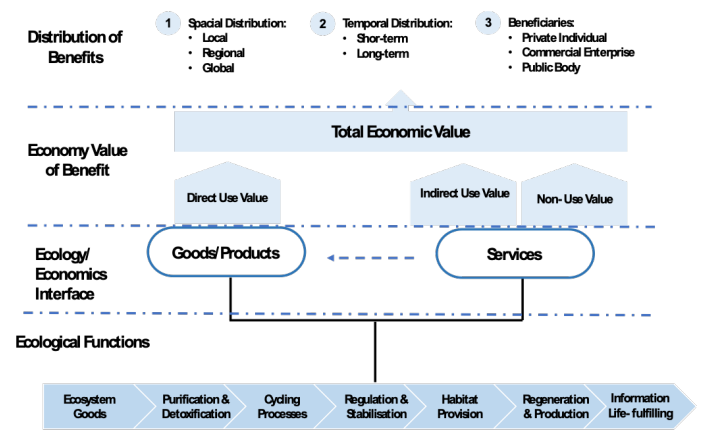 Distribution of
Benefits
1 Spacial Distribution:
• Local
• Regional
• Global
2 Temporal Distribution:
• Shor-term
• Long-term
3 Beneficiaries:
• Private Individual
• Commercial Enterprise
• Public Body
Economy Value
of Benefit
Total Economic Value
Direct Use Value
Indirect Use Value
Non- Use Value
Ecology/
Economics
Interface
Goods/Products
Services
Ecological Functions
Ecosystem
Goods
Purification &
Detoxification
Cycling
Processes
Regulation &
Stabilisation
Habitat
Provision
Regeneration
& Production
Information
Life- fulfilling